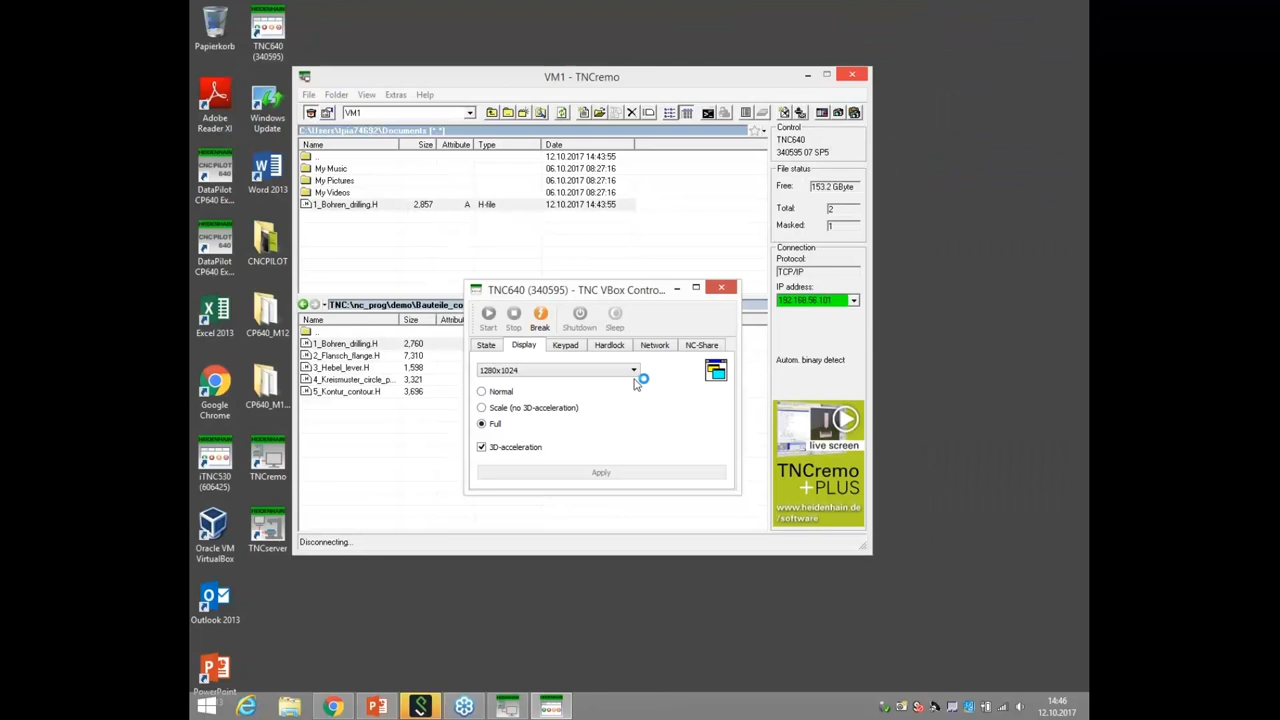 Papierkorb
TNC640
(340595)
Adobe
Reader XI
Windows
Update
DataPilot
CP640 Ex...
Word 2013
DataPilot
CP640 Ex...
CNCPILOT
Excel 2013
CP640_M12
Google
Chrome
CP640_M1...
iTNC530
(606425)
TNCremo
Oracle VM
VirtualBox
TNCserver
Outlook 2013
PowerPoint
VM1 - TNCremo
File Folder View Extras Help
VM1
C:\Users\tpia74692\Documents [*.*]
Name Size Attribute Type Date
.. 12.10.2017 14:43:55
My Music 06.10.2017 08:27:16
My Pictures 06.10.2017 08:27:16
My Videos 06.10.2017 08:27:16
1_Bohren_drilling.H 2,857 A H-file 12.10.2017 14:43:55
TNC:\nc_prog\demo\Bauteile_co
Name Size Attribu
..
1_Bohren_drilling.H 2,760
2_Flansch_flange.H 7,310
3_Hebel_lever.H 1,598
4_Kreismuster_circle_p... 3,321
5_Kontur_contour.H 3,696
Disconnecting...
Control
TNC640
340595 07 SP5
File status
Free: 153.2 GByte
Total: 2
Masked: 1
Connection
Protocol:
TCP/IP
IP address:
192.168.56.101
Autom. binary detect
live screen
TNCremo
+PLUS
www.heidenhain.de
/software
TNC640 (340595) - TNC VBox Contro...
Start Stop Break Shutdown Sleep
State Display Keypad Hardlock Network NC-Share
1280x1024
Normal
Scale (no 3D-acceleration)
Full
3D-acceleration
Apply
14:46
12.10.2017